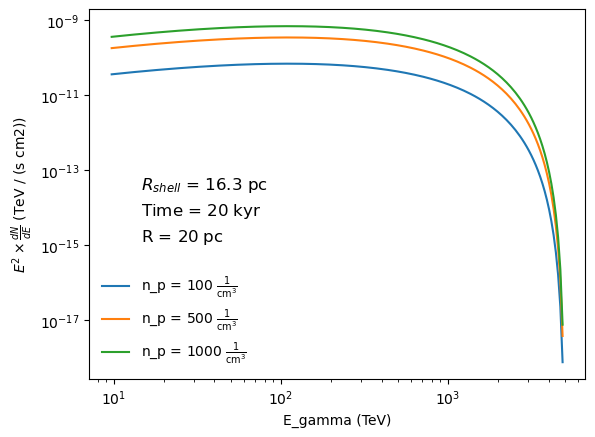 10⁻⁹
10⁻¹¹
10⁻¹³
10⁻¹⁵
10⁻¹⁷
E² × dN/dE (TeV / (s cm2))
R_shell = 16.3 pc
Time = 20 kyr
R = 20 pc
n_p = 100 1/cm³
n_p = 500 1/cm³
n_p = 1000 1/cm³
10¹ 10² 10³
E_gamma (TeV)